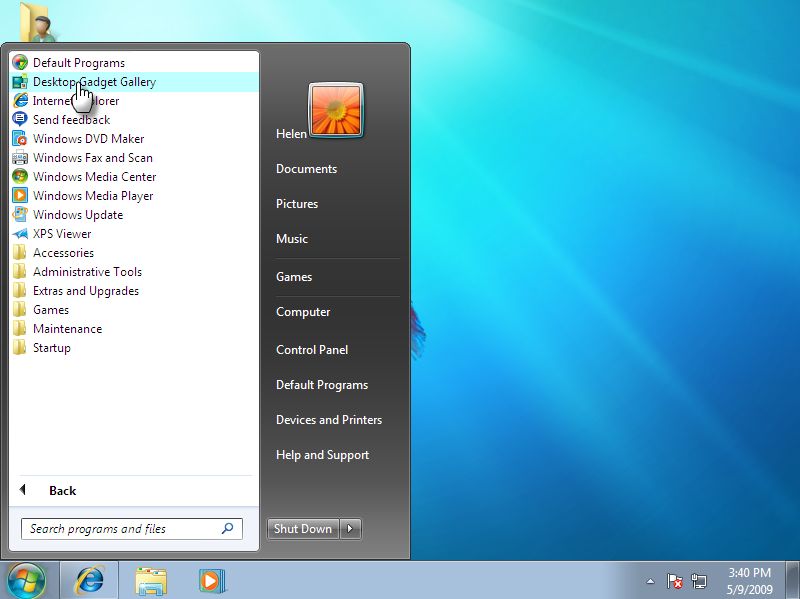 Default Programs
Desktop Gadget Gallery
Internet Explorer
Send feedback
Windows DVD Maker
Windows Fax and Scan
Windows Media Center
Windows Media Player
Windows Update
XPS Viewer
Accessories
Administrative Tools
Extras and Upgrades
Games
Maintenance
Startup
Back
Search programs and files
Helen
Documents
Pictures
Music
Games
Computer
Control Panel
Default Programs
Devices and Printers
Help and Support
Shut Down
3:40 PM
5/9/2009